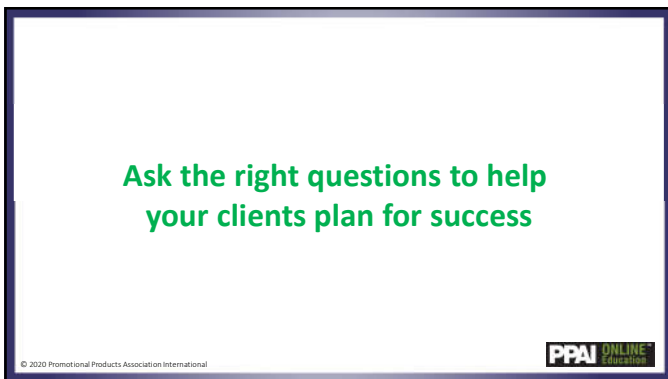 Ask the right questions to help
your clients plan for success
© 2020 Promotional Products Association International
PPAI ONLINE
Education